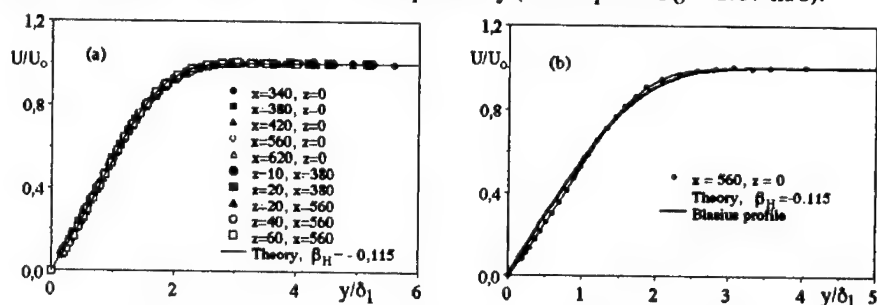 1,2
U/U₀
(a)
0,8
0,4
0,0
x=340, z=0
x=380, z=0
x=420, z=0
x=560, z=0
x=620, z=0
z=10, x=380
z=20, x=380
z=20, x=560
z=40, x=560
z=60, x=560
Theory, β_H=-0,115
0 2 4 y/δ₁ 6
1,2
U/U₀
(b)
0,8
0,4
0,0
x = 560, z = 0
Theory, β_H=-0.115
Blasius profile
0 1 2 3 4 y/δ₁ 5